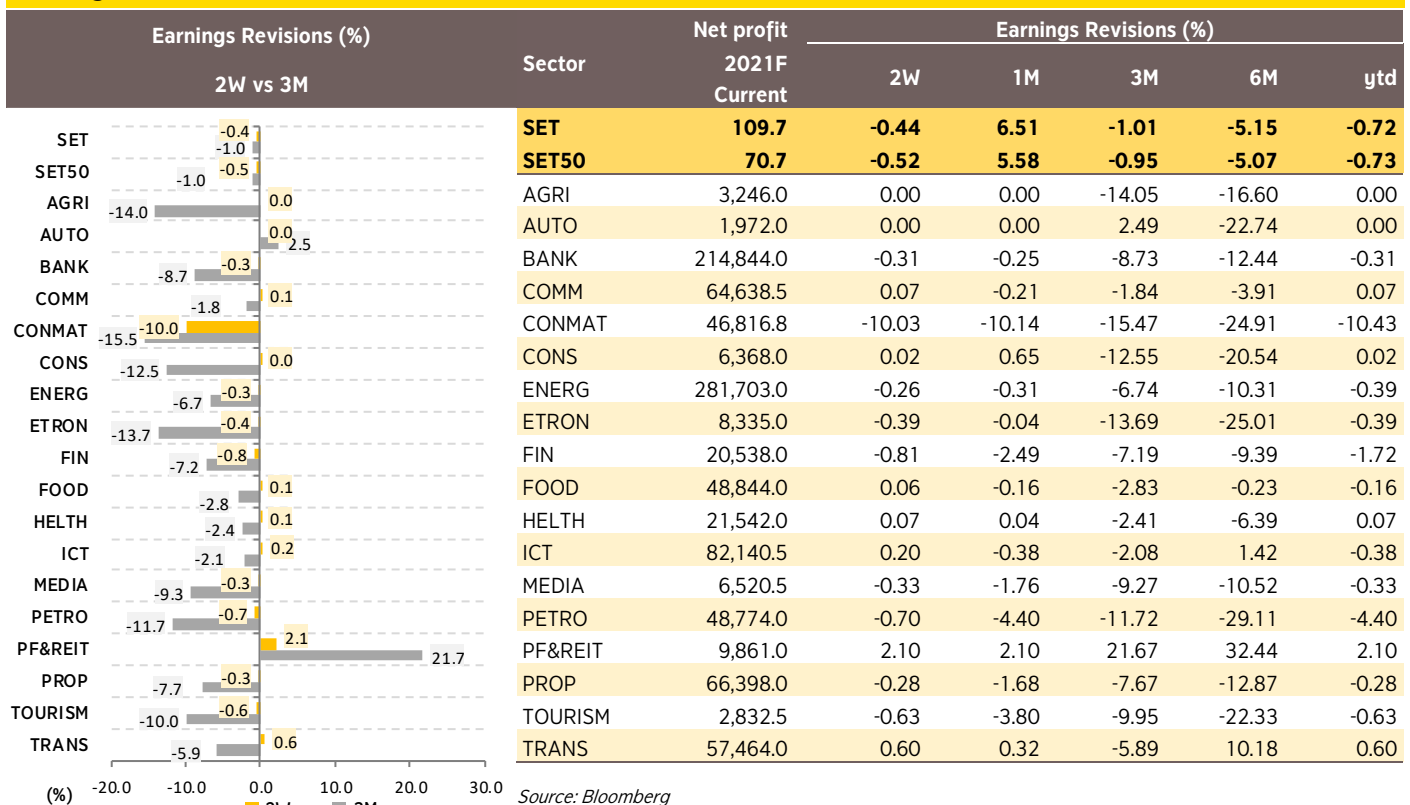 Earnings Revisions (%)
2W vs 3M
SET -0.4 -1.0
SET50 -0.5 -1.0
AGRI 0.0 -14.0
AUTO 0.0 2.5
BANK -0.3 -8.7
COMM 0.1 -1.8
CONMAT -10.0 -15.5
CONS 0.0 -12.5
ENERG -0.3 -6.7
ETRON -0.4 -13.7
FIN -0.8 -7.2
FOOD 0.1 -2.8
HELTH 0.1 -2.4
ICT 0.2 -2.1
MEDIA -0.3 -9.3
PETRO -0.7 -11.7
PF&REIT 2.1 21.7
PROP -0.3 -7.7
TOURISM -0.6 -10.0
TRANS 0.6 -5.9
(%) -20.0 -10.0 0.0 10.0 20.0 30.0
Net profit Earnings Revisions (%)
Sector 2021F 2W 1M 3M 6M ytd
Current
SET 109.7 -0.44 6.51 -1.01 -5.15 -0.72
SET50 70.7 -0.52 5.58 -0.95 -5.07 -0.73
AGRI 3,246.0 0.00 0.00 -14.05 -16.60 0.00
AUTO 1,972.0 0.00 0.00 2.49 -22.74 0.00
BANK 214,844.0 -0.31 -0.25 -8.73 -12.44 -0.31
COMM 64,638.5 0.07 -0.21 -1.84 -3.91 0.07
CONMAT 46,816.8 -10.03 -10.14 -15.47 -24.91 -10.43
CONS 6,368.0 0.02 0.65 -12.55 -20.54 0.02
ENERG 281,703.0 -0.26 -0.31 -6.74 -10.31 -0.39
ETRON 8,335.0 -0.39 -0.04 -13.69 -25.01 -0.39
FIN 20,538.0 -0.81 -2.49 -7.19 -9.39 -1.72
FOOD 48,844.0 0.06 -0.16 -2.83 -0.23 -0.16
HELTH 21,542.0 0.07 0.04 -2.41 -6.39 0.07
ICT 82,140.5 0.20 -0.38 -2.08 1.42 -0.38
MEDIA 6,520.5 -0.33 -1.76 -9.27 -10.52 -0.33
PETRO 48,774.0 -0.70 -4.40 -11.72 -29.11 -4.40
PF&REIT 9,861.0 2.10 2.10 21.67 32.44 2.10
PROP 66,398.0 -0.28 -1.68 -7.67 -12.87 -0.28
TOURISM 2,832.5 -0.63 -3.80 -9.95 -22.33 -0.63
TRANS 57,464.0 0.60 0.32 -5.89 10.18 0.60
Source: Bloomberg